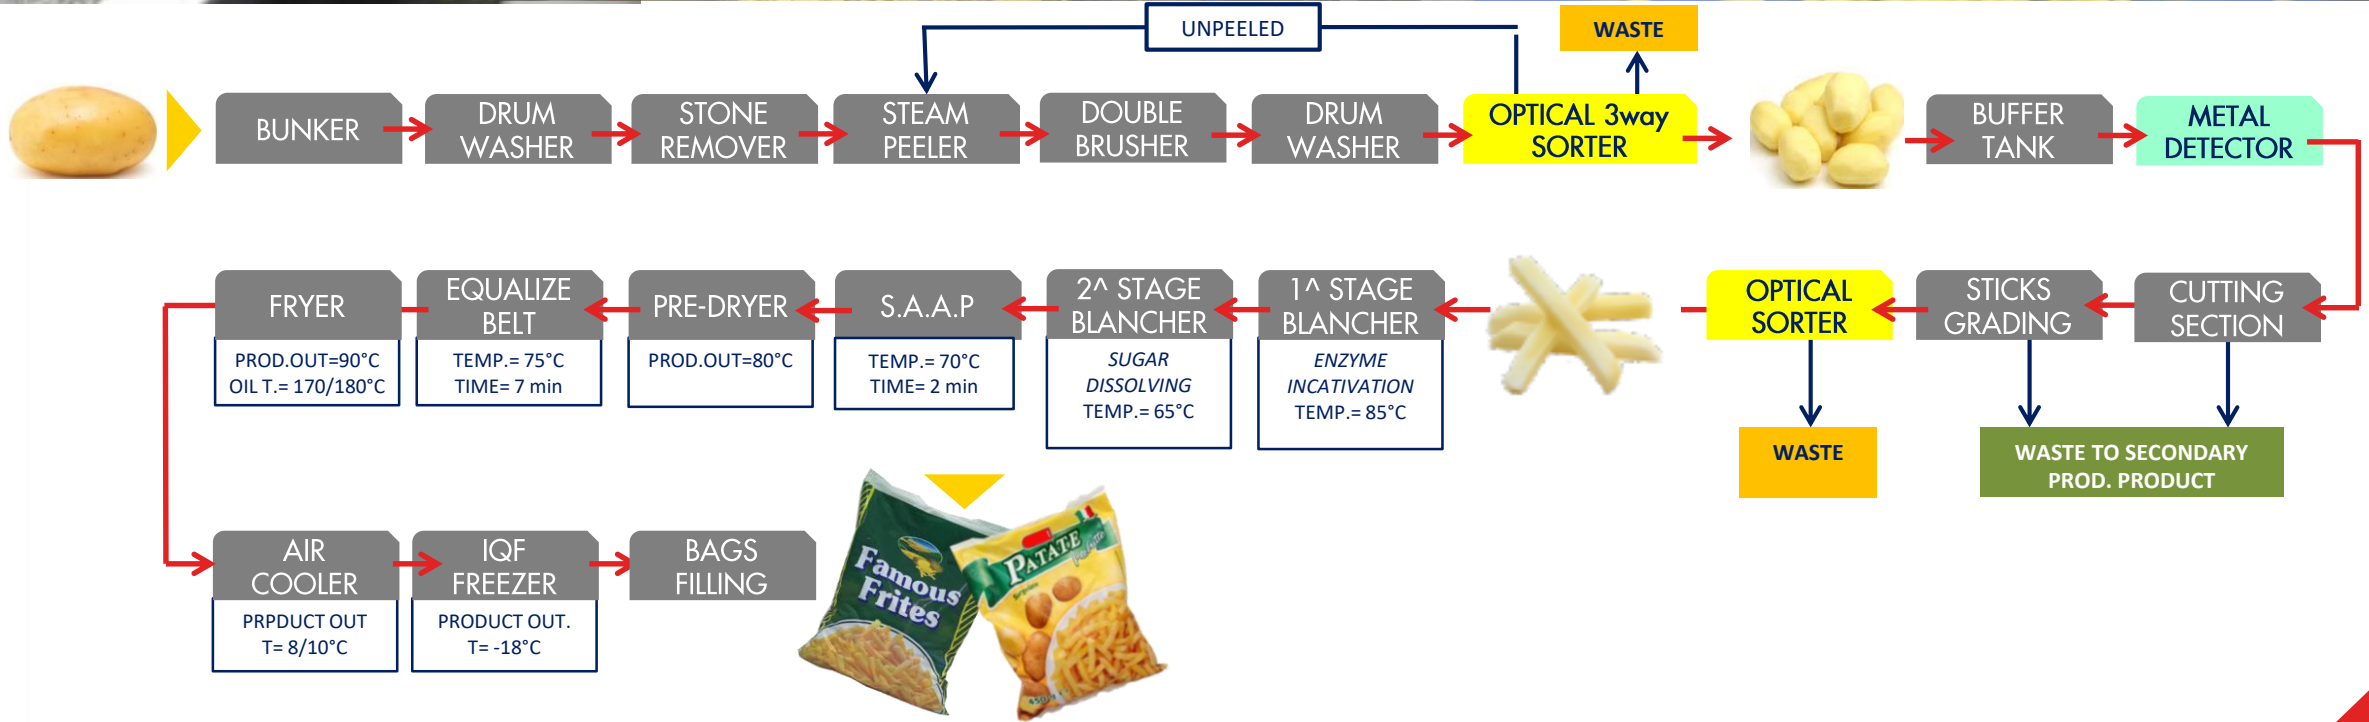 UNPEELED
WASTE
BUNKER
DRUM
WASHER
STONE
REMOVER
STEAM
PEELER
DOUBLE
BRUSHER
DRUM
WASHER
OPTICAL 3way
SORTER
BUFFER
TANK
METAL
DETECTOR
FRYER
PROD.OUT=90°C
OIL T.= 170/180°C
EQUALIZE
BELT
TEMP.= 75°C
TIME= 7 min
PRE-DRYER
PROD.OUT=80°C
S.A.A.P
TEMP.= 70°C
TIME= 2 min
2^ STAGE
BLANCHER
SUGAR
DISSOLVING
TEMP.= 65°C
1^ STAGE
BLANCHER
ENZYME
INCATIVATION
TEMP.= 85°C
OPTICAL
SORTER
STICKS
GRADING
CUTTING
SECTION
WASTE
WASTE TO SECONDARY
PROD. PRODUCT
AIR
COOLER
PRPDUCT OUT
T= 8/10°C
IQF
FREEZER
PRODUCT OUT.
T= -18°C
BAGS
FILLING
Famous
Frites
PATATE